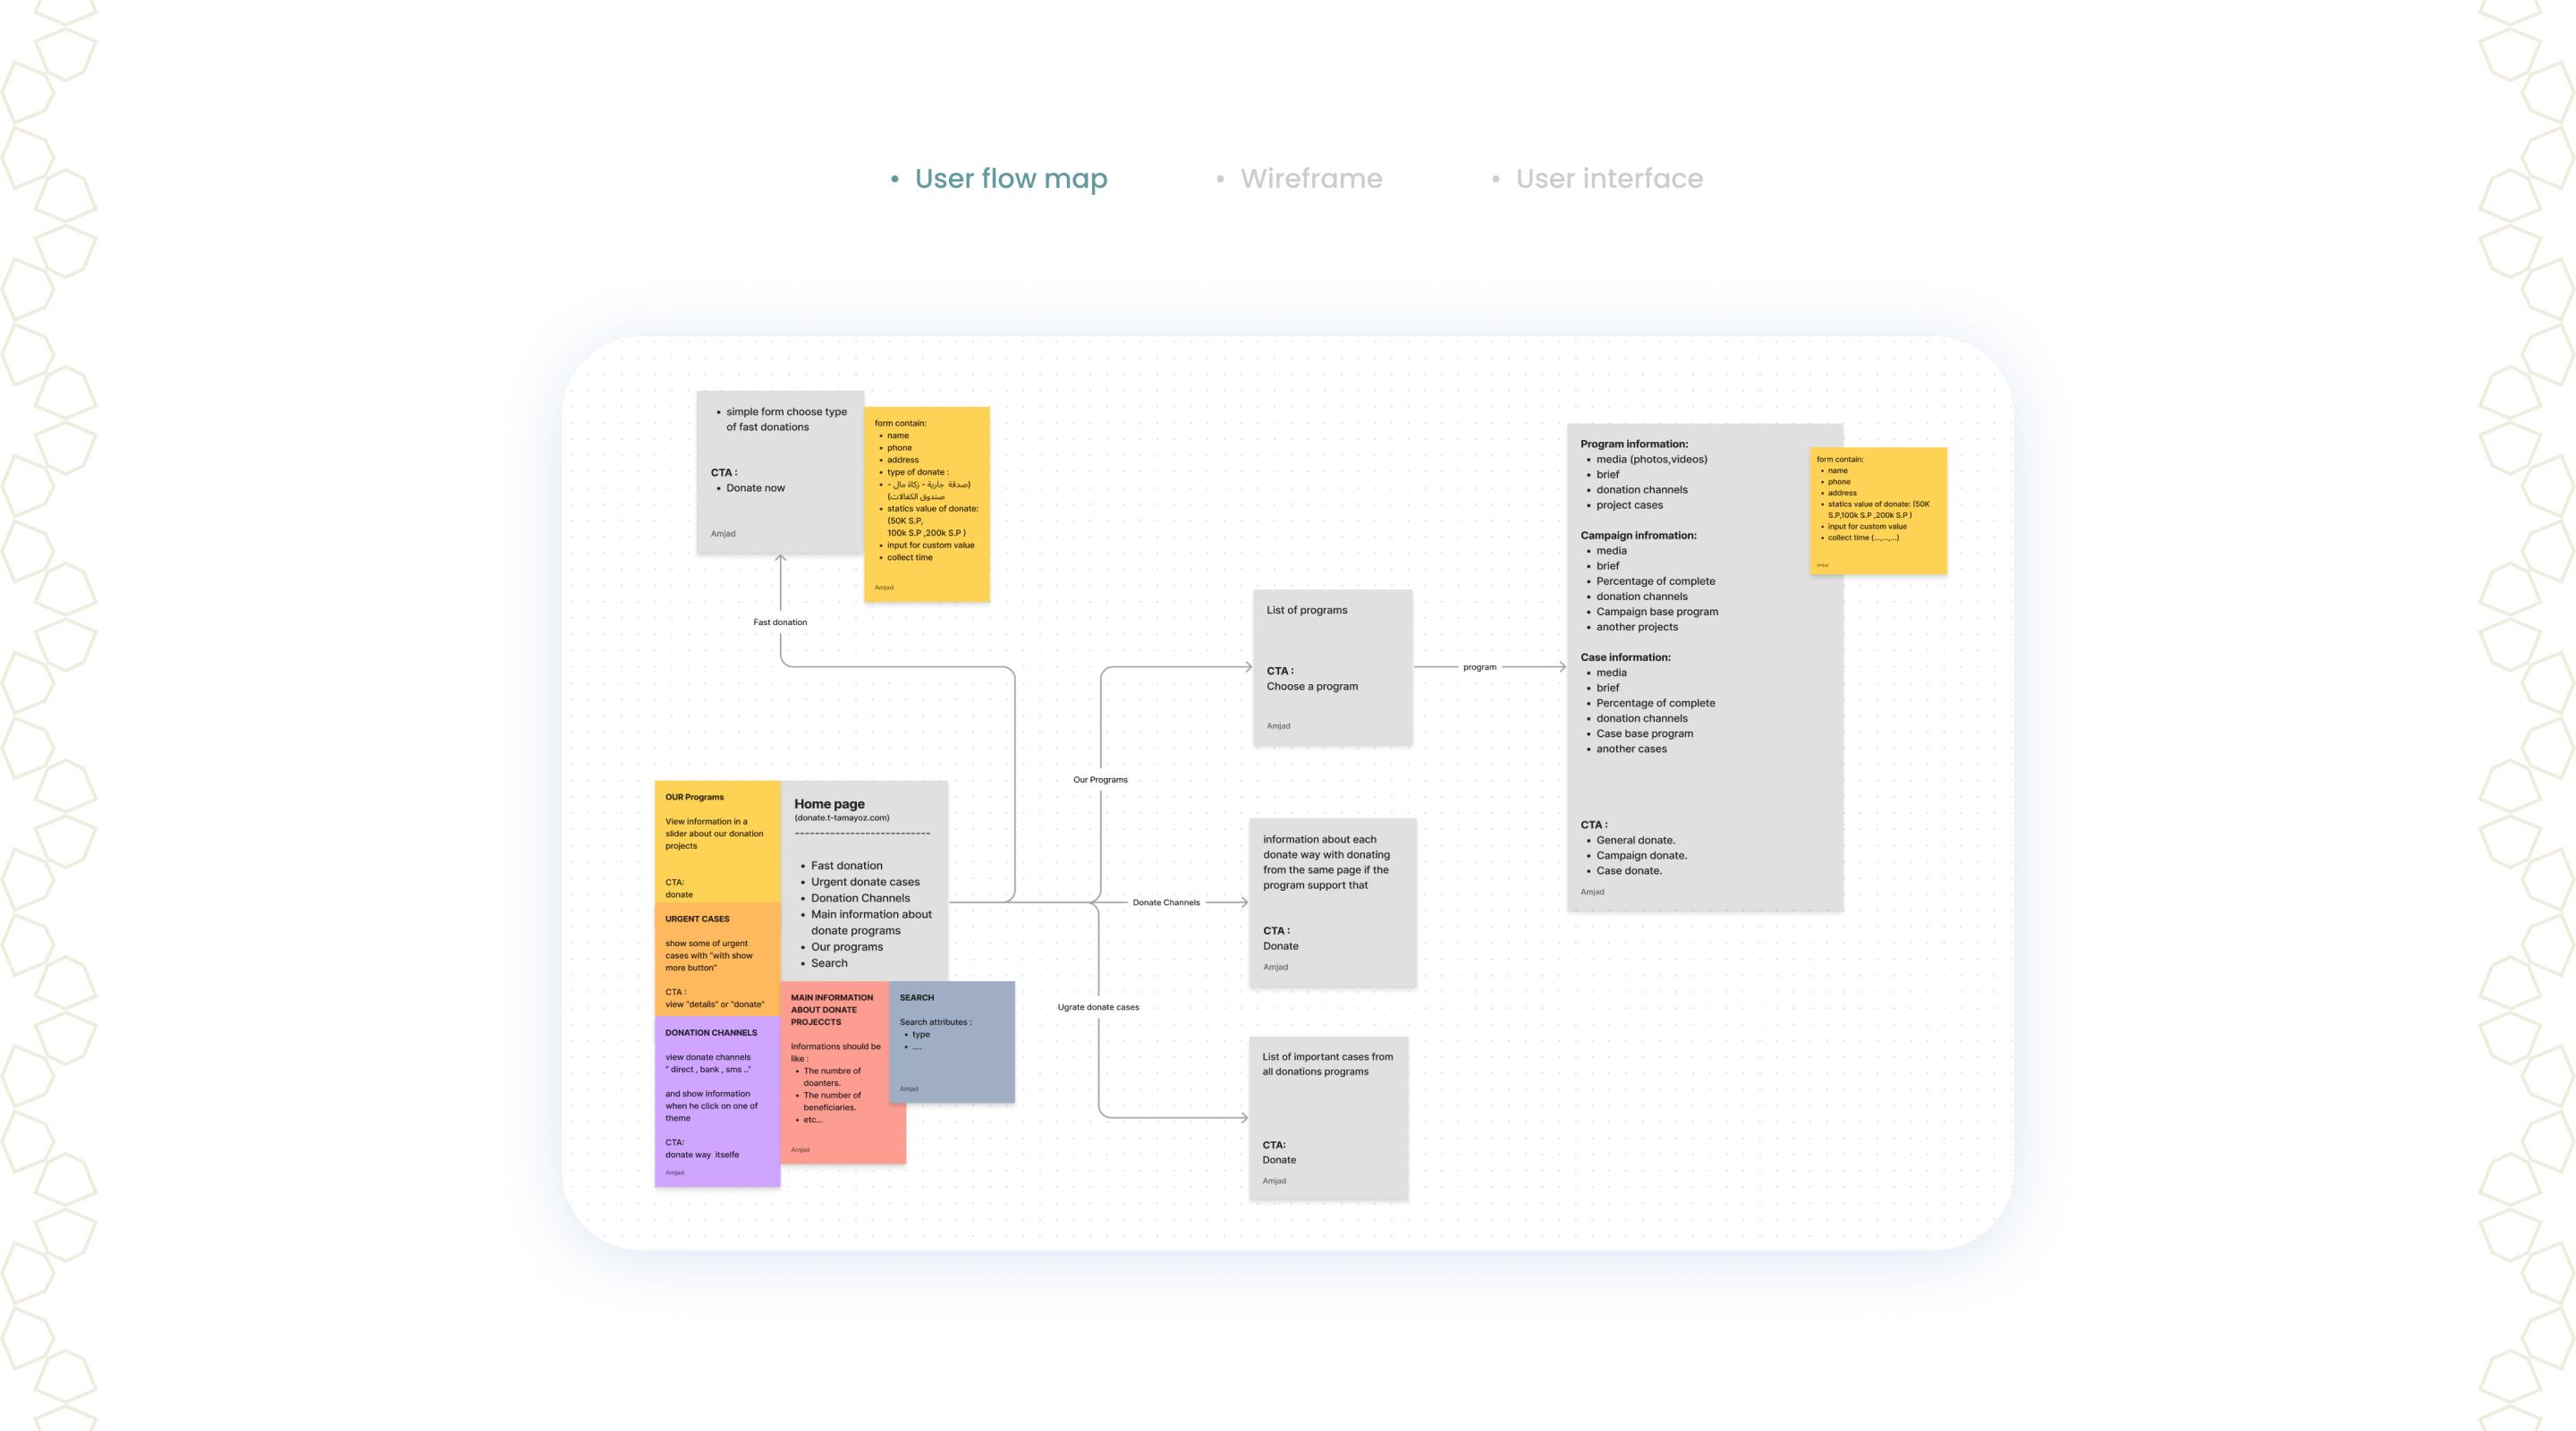 • User flow map
• Wireframe
• User interface
• simple form choose type
of fast donations
CTA :
• Donate now
Amjad
form contain:
• name
• phone
• address
• type of donate :
• (صدقة جارية - زكاة مال -
صندوق الكفالات)
• statics value of donate:
(50K S.P,
100k S.P ,200k S.P )
• input for custom value
• collect time
Amjad
Fast donation
OUR Programs
View information in a
slider about our donation
projects
CTA:
donate
URGENT CASES
show some of urgent
cases with "with show
more button"
CTA :
view "details" or "donate"
DONATION CHANNELS
view donate channels
" direct , bank , sms .."
and show information
when he click on one of
theme
CTA:
donate way itselfe
Amjad
Home page
(donate.t-tamayoz.com)
----------------------------
• Fast donation
• Urgent donate cases
• Donation Channels
• Main information about
donate programs
• Our programs
• Search
MAIN INFORMATION
ABOUT DONATE
PROJECCTS
Informations should be
like :
• The numbre of
doanters.
• The number of
beneficiaries.
• etc...
Amjad
SEARCH
Search attributes :
• type
• ....
Amjad
Our Programs
Donate Channels
Ugrate donate cases
List of programs
CTA :
Choose a program
Amjad
program
information about each
donate way with donating
from the same page if the
program support that
CTA :
Donate
Amjad
List of important cases from
all donations programs
CTA:
Donate
Amjad
Program information:
• media (photos,videos)
• brief
• donation channels
• project cases
Campaign infromation:
• media
• brief
• Percentage of complete
• donation channels
• Campaign base program
• another projects
Case information:
• media
• brief
• Percentage of complete
• donation channels
• Case base program
• another cases
CTA :
• General donate.
• Campaign donate.
• Case donate.
Amjad
form contain:
• name
• phone
• address
• statics value of donate: (50K
S.P,100k S.P ,200k S.P )
• input for custom value
• collect time (...,...,...)
Amjad